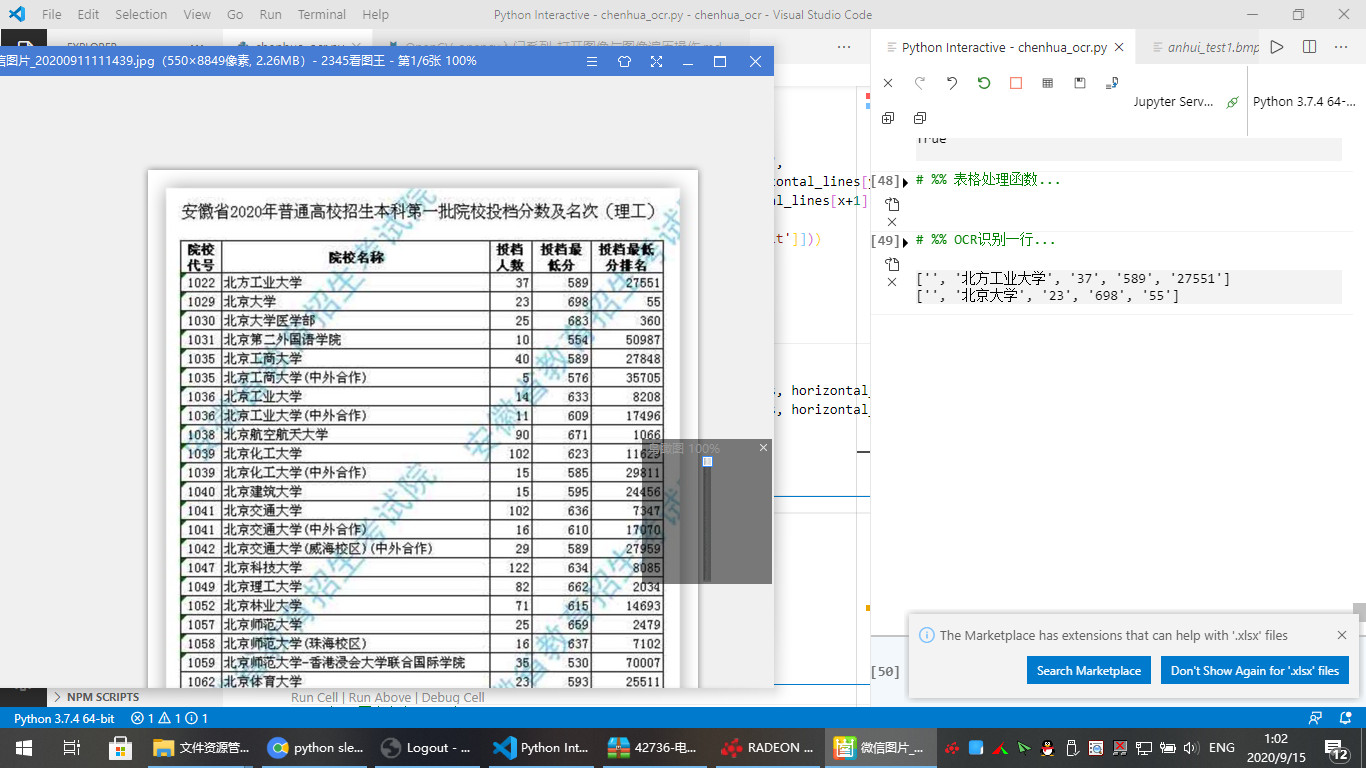 File Edit Selection View Go Run Terminal Help
Python Interactive - chenhua_ocr.py - chenhua_ocr - Visual Studio Code
信图片_20200911111439.jpg（550×8849像素, 2.26MB）- 2345看图王 - 第1/6张 100%
安徽省2020年普通高校招生本科第一批院校投档分数及名次（理工）
院校代号 院校名称 投档人数 投档最低分 投档最低分排名
1022 北方工业大学 37 589 27551
1029 北京大学 23 698 55
1030 北京大学医学部 25 683 360
1031 北京第二外国语学院 10 554 50987
1035 北京工商大学 40 589 27848
1035 北京工商大学(中外合作) 5 576 35705
1036 北京工业大学 14 633 8208
1036 北京工业大学(中外合作) 11 609 17496
1038 北京航空航天大学 90 671 1066
1039 北京化工大学 102 623 11629
1039 北京化工大学(中外合作) 15 585 29811
1040 北京建筑大学 15 595 24456
1041 北京交通大学 102 636 7347
1041 北京交通大学(中外合作) 16 610 17070
1042 北京交通大学(威海校区)(中外合作) 29 589 27959
1047 北京科技大学 122 634 8085
1049 北京理工大学 82 662 2034
1052 北京林业大学 71 615 14693
1057 北京师范大学 25 659 2479
1058 北京师范大学(珠海校区) 16 637 7102
1059 北京师范大学-香港浸会大学联合国际学院 35 530 70007
1062 北京体育大学 23 593 25511
安徽省教育招生考试院
100%
NPM SCRIPTS
Run Cell | Run Above | Debug Cell
Python Interactive - chenhua_ocr.py
anhui_test1.bmp
Jupyter Serv...
Python 3.7.4 64-...
True
[48] # %% 表格处理函数...
[49] # %% OCR识别一行...
['', '北方工业大学', '37', '589', '27551']
['', '北京大学', '23', '698', '55']
al_lines[x+1]
t']]))
, horizontal_
, horizontal_
[50]
The Marketplace has extensions that can help with '.xlsx' files
Search Marketplace
Don't Show Again for '.xlsx' files
Python 3.7.4 64-bit 1 1 1
文件资源管...
python sle...
Logout - ...
Python Int...
42736-电...
RADEON ...
微信图片_...
ENG
1:02
2020/9/15
12